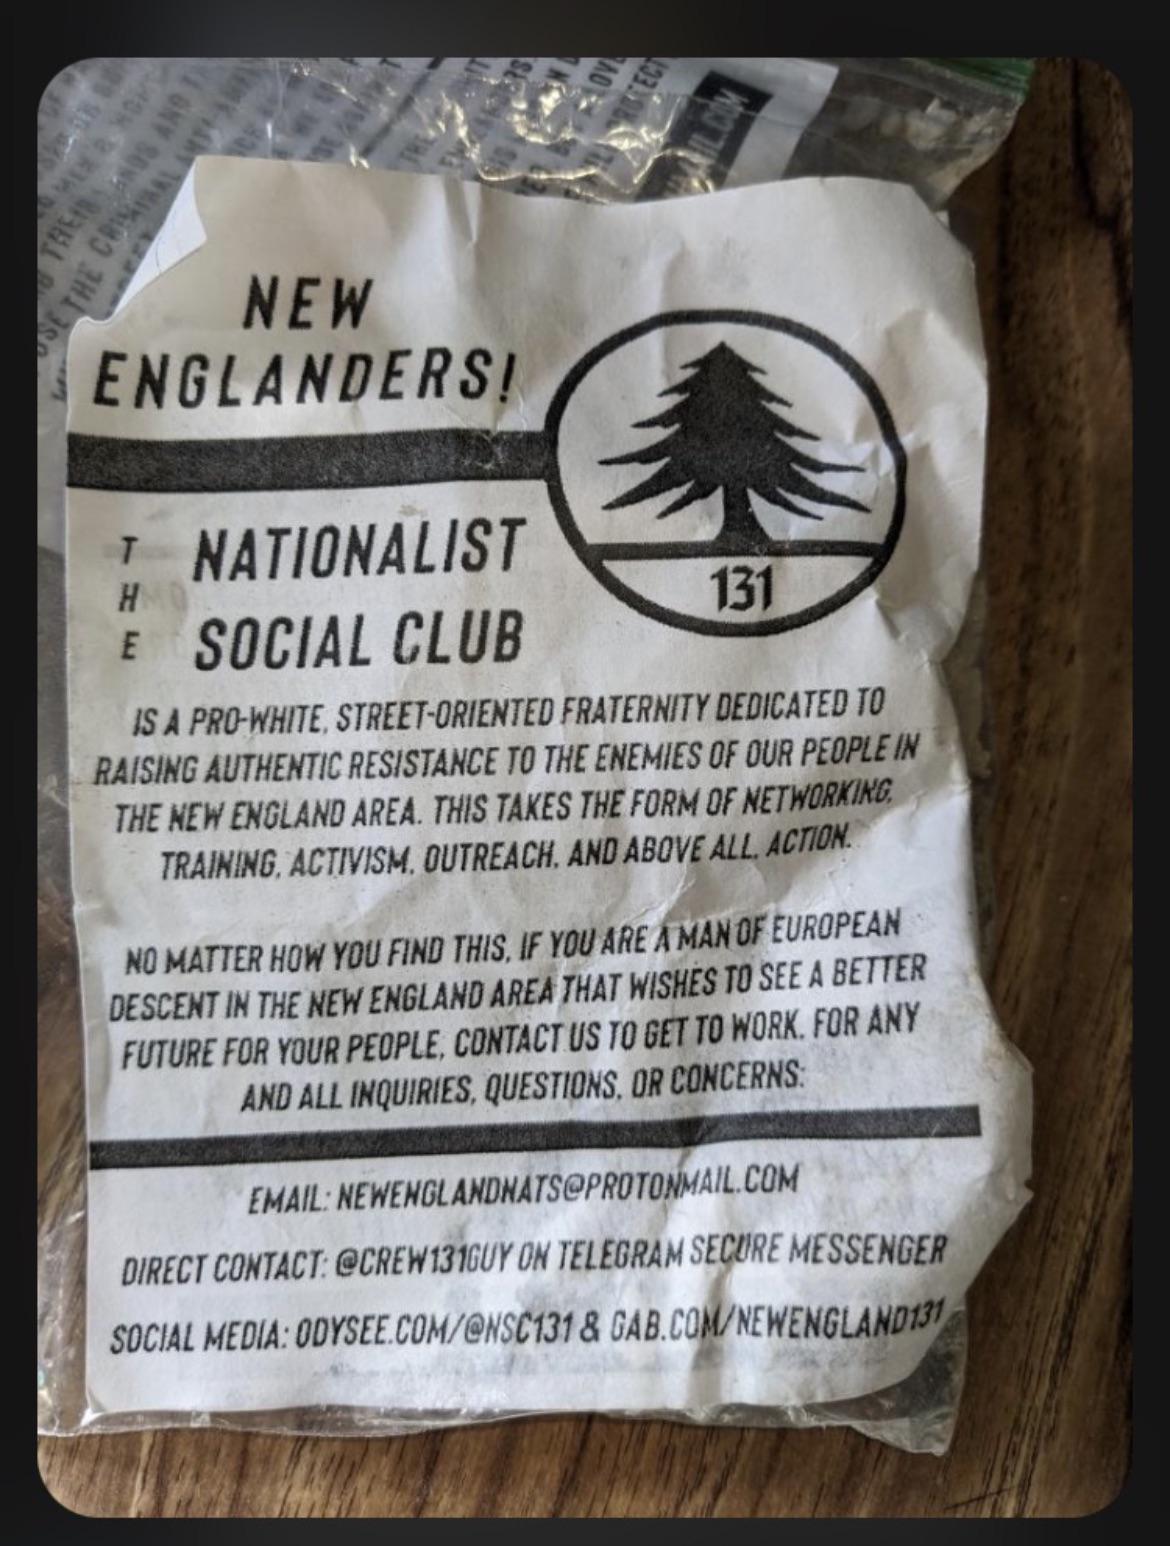 NEW
ENGLANDERS!
THE NATIONALIST
SOCIAL CLUB
131
IS A PRO-WHITE, STREET-ORIENTED FRATERNITY DEDICATED TO
RAISING AUTHENTIC RESISTANCE TO THE ENEMIES OF OUR PEOPLE IN
THE NEW ENGLAND AREA. THIS TAKES THE FORM OF NETWORKING,
TRAINING, ACTIVISM, OUTREACH, AND ABOVE ALL, ACTION.
NO MATTER HOW YOU FIND THIS, IF YOU ARE A MAN OF EUROPEAN
DESCENT IN THE NEW ENGLAND AREA THAT WISHES TO SEE A BETTER
FUTURE FOR YOUR PEOPLE, CONTACT US TO GET TO WORK. FOR ANY
AND ALL INQUIRIES, QUESTIONS, OR CONCERNS:
EMAIL: NEWENGLANDNATS@PROTONMAIL.COM
DIRECT CONTACT: @CREW131GUY ON TELEGRAM SECURE MESSENGER
SOCIAL MEDIA: ODYSEE.COM/@NSC131 & GAB.COM/NEWENGLAND131